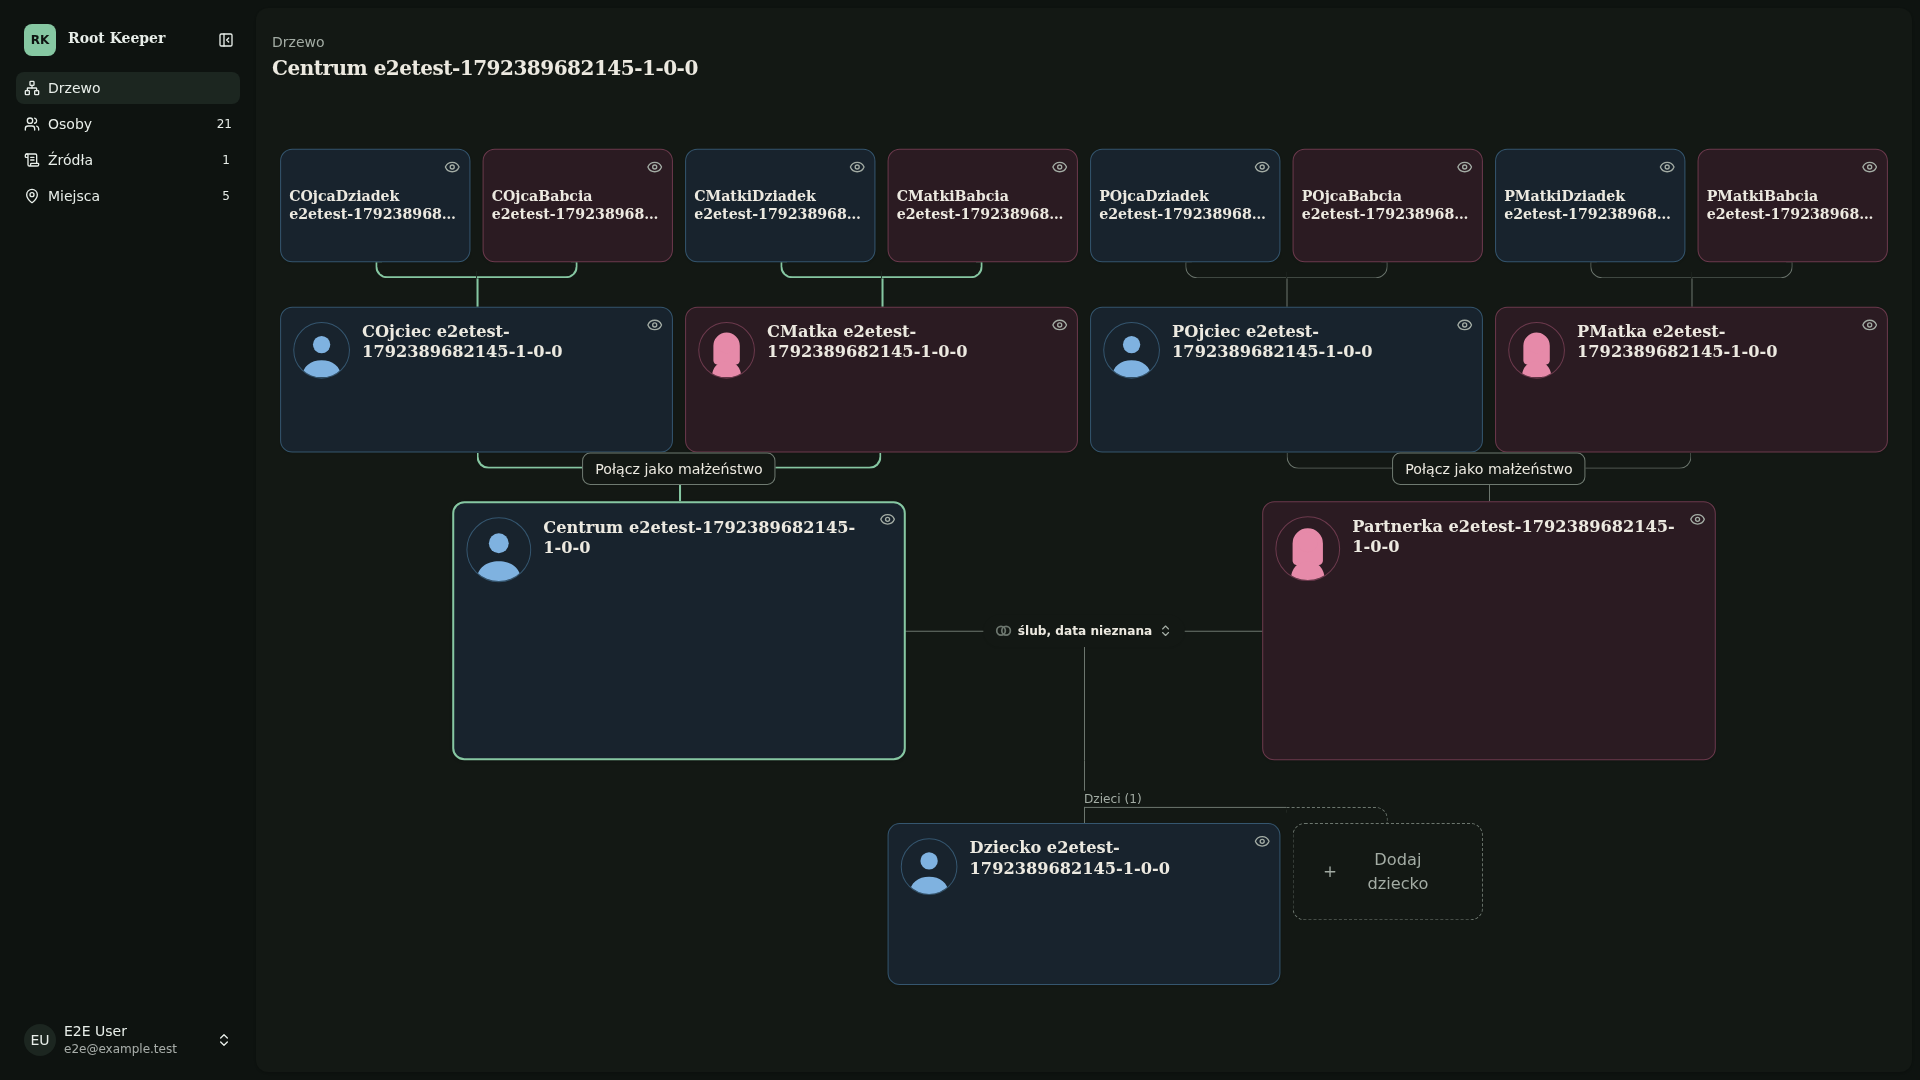 RK
Root Keeper
Drzewo
Osoby 21
Źródła 1
Miejsca 5
Drzewo
Centrum e2etest-1792389682145-1-0-0
COjcaDziadek
e2etest-179238968...
COjcaBabcia
e2etest-179238968...
CMatkiDziadek
e2etest-179238968...
CMatkiBabcia
e2etest-179238968...
POjcaDziadek
e2etest-179238968...
POjcaBabcia
e2etest-179238968...
PMatkiDziadek
e2etest-179238968...
PMatkiBabcia
e2etest-179238968...
COjciec e2etest-
1792389682145-1-0-0
CMatka e2etest-
1792389682145-1-0-0
POjciec e2etest-
1792389682145-1-0-0
PMatka e2etest-
1792389682145-1-0-0
Połącz jako małżeństwo
Połącz jako małżeństwo
Centrum e2etest-1792389682145-
1-0-0
Partnerka e2etest-1792389682145-
1-0-0
ślub, data nieznana
Dzieci (1)
Dziecko e2etest-
1792389682145-1-0-0
+ Dodaj
dziecko
EU
E2E User
e2e@example.test